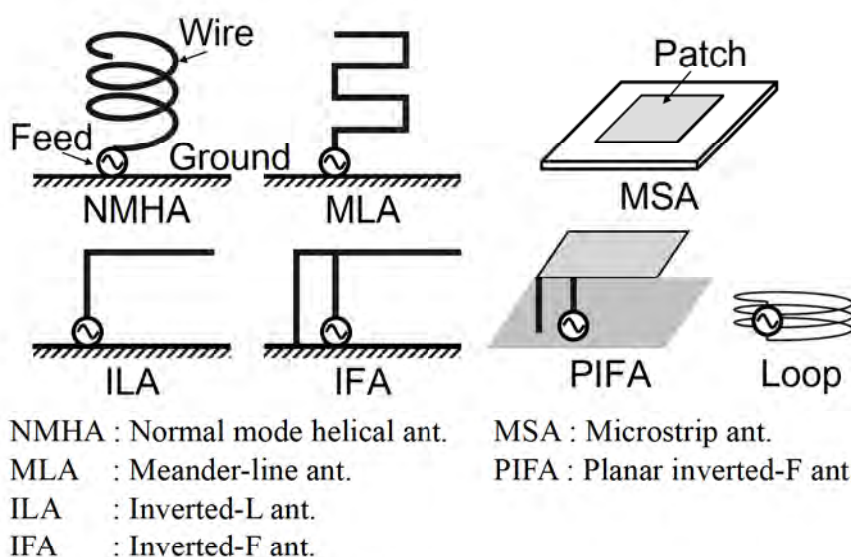 Wire
Patch
Feed
Ground
NMHA
MLA
MSA
ILA
IFA
PIFA
Loop
NMHA : Normal mode helical ant.
MLA : Meander-line ant.
ILA : Inverted-L ant.
IFA : Inverted-F ant.
MSA : Microstrip ant.
PIFA : Planar inverted-F ant